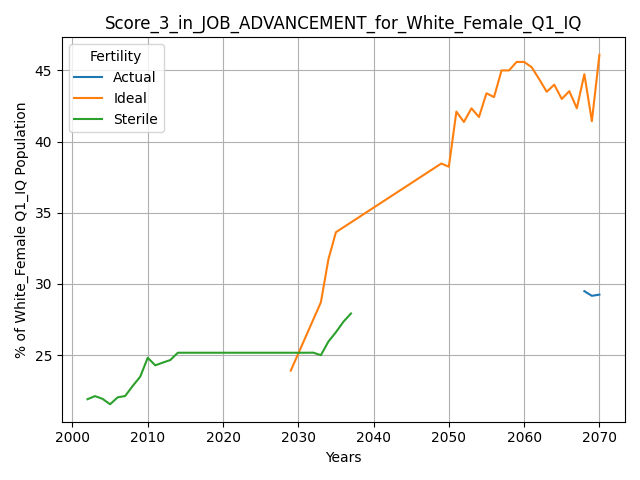 Score_3_in_JOB_ADVANCEMENT_for_White_Female_Q1_IQ
Fertility
Actual
Ideal
Sterile
% of White_Female Q1_IQ Population
45
40
35
30
25
2000 2010 2020 2030 2040 2050 2060 2070
Years